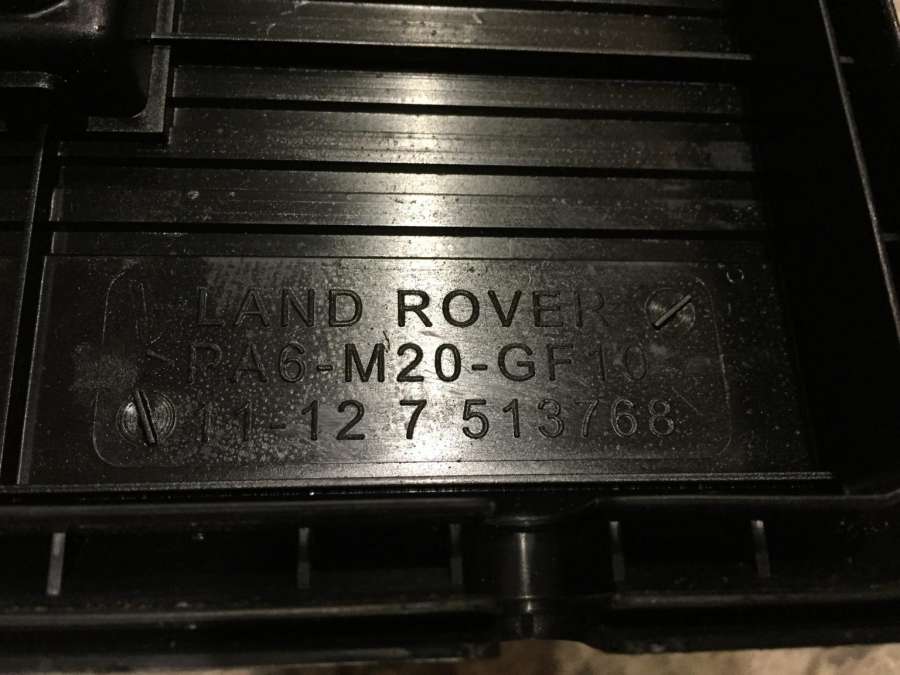 LAND ROVER
>PA6-M20-GF10<
11-12 7 513768